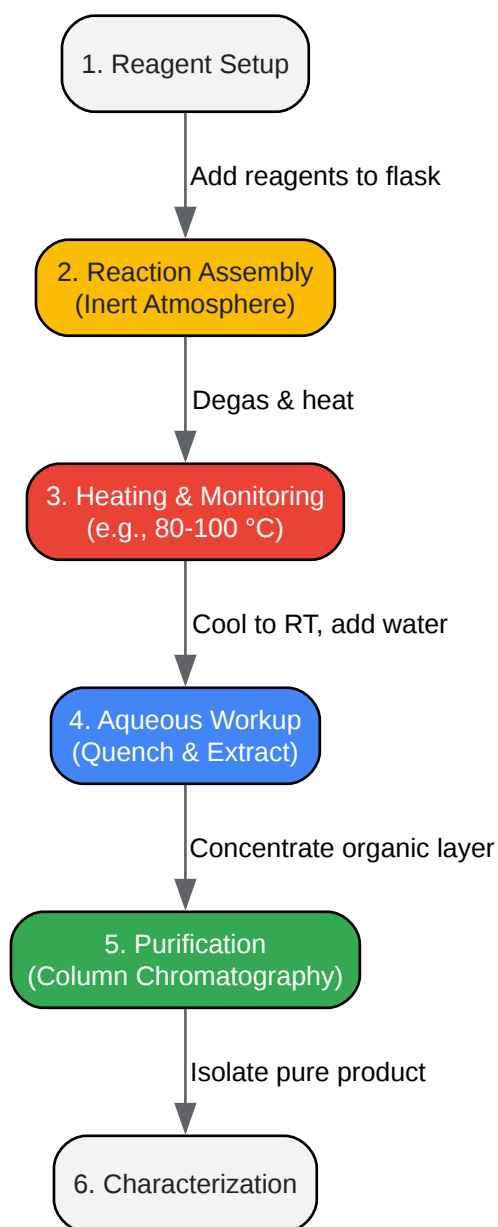 1. Reagent Setup
Add reagents to flask
2. Reaction Assembly
(Inert Atmosphere)
Degas & heat
3. Heating & Monitoring
(e.g., 80-100 °C)
Cool to RT, add water
4. Aqueous Workup
(Quench & Extract)
Concentrate organic layer
5. Purification
(Column Chromatography)
Isolate pure product
6. Characterization